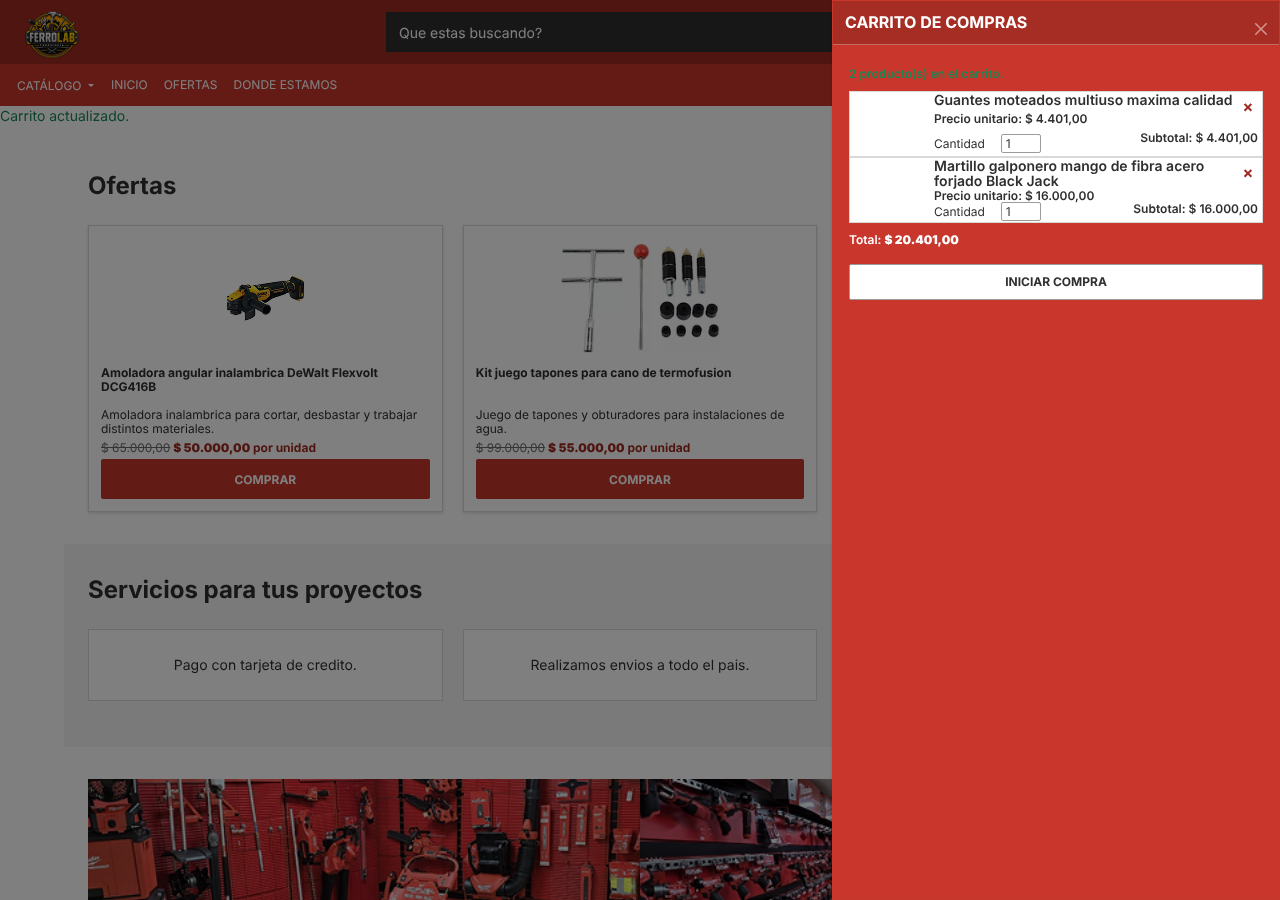 FERROLAB
Que estas buscando?
CATÁLOGO
INICIO
OFERTAS
DONDE ESTAMOS
Carrito actualizado.
Ofertas
Amoladora angular inalambrica DeWalt Flexvolt
DCG416B
Amoladora inalambrica para cortar, desbastar y trabajar
distintos materiales.
$ 65.000,00 $ 50.000,00 por unidad
COMPRAR
Kit juego tapones para cano de termofusion
Juego de tapones y obturadores para instalaciones de
agua.
$ 99.000,00 $ 55.000,00 por unidad
COMPRAR
Servicios para tus proyectos
Pago con tarjeta de credito.
Realizamos envios a todo el pais.
CARRITO DE COMPRAS
2 producto(s) en el carrito
Guantes moteados multiuso maxima calidad
Precio unitario: $ 4.401,00
Cantidad 1
Subtotal: $ 4.401,00
Martillo galponero mango de fibra acero
forjado Black Jack
Precio unitario: $ 16.000,00
Cantidad 1
Subtotal: $ 16.000,00
Total: $ 20.401,00
INICIAR COMPRA